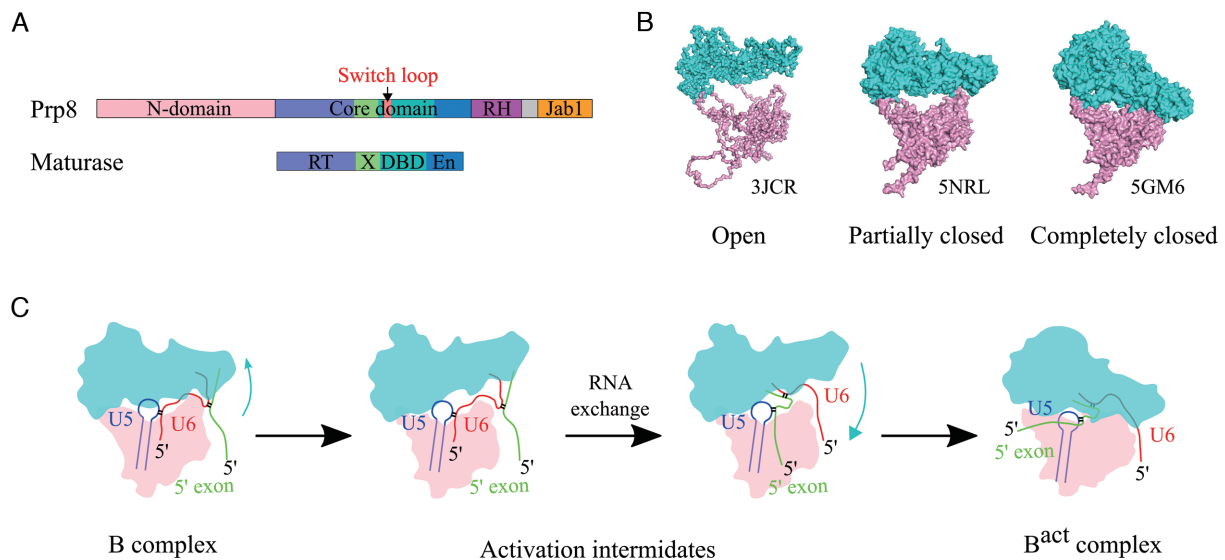 A
Switch loop
Prp8
N-domain
Core domain
RH
Jab1
Maturase
RT
X
DBD
En
B
3JCR
5NRL
5GM6
Open
Partially closed
Completely closed
C
U5
U6
5'
5'
5' exon
B complex
U5
U6
5'
5'
5' exon
RNA
exchange
U5
U6
5'
5'
5' exon
Activation intermidates
U5
5'
5' exon
U6
5'
Bact complex